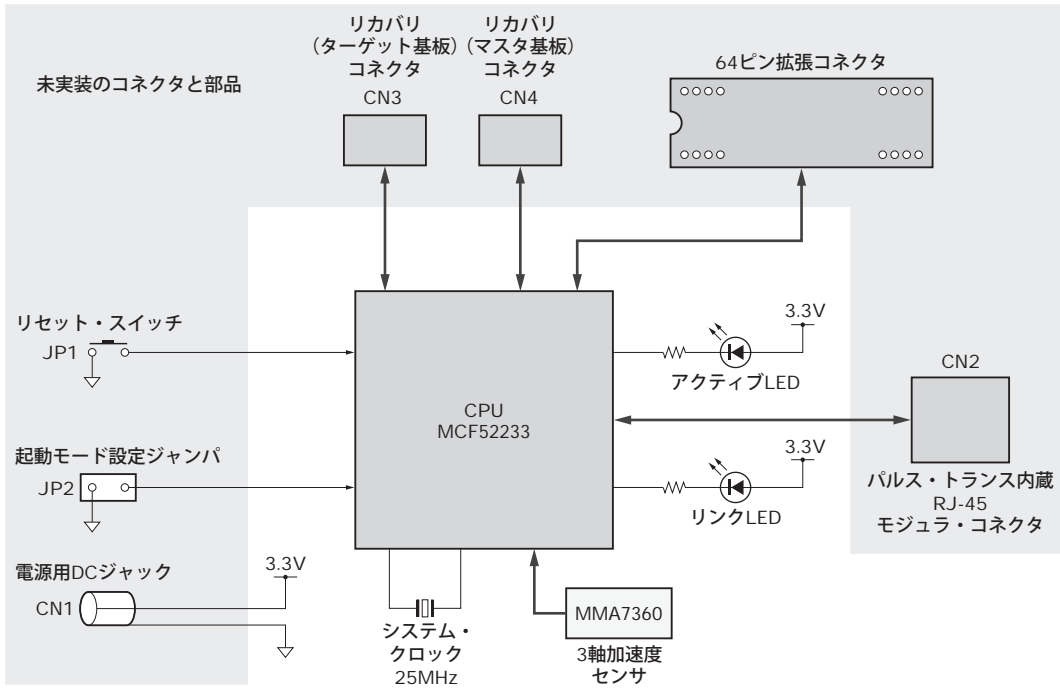 リカバリ
（ターゲット基板）
コネクタ
CN3
リカバリ
（マスタ基板）
コネクタ
CN4
64ピン拡張コネクタ
未実装のコネクタと部品
リセット・スイッチ
JP1
起動モード設定ジャンパ
JP2
電源用DCジャック
CN1
3.3V
CPU
MCF52233
3.3V
アクティブLED
3.3V
リンクLED
CN2
パルス・トランス内蔵
RJ-45
モジュラ・コネクタ
システム・
クロック
25MHz
MMA7360
3軸加速度
センサ